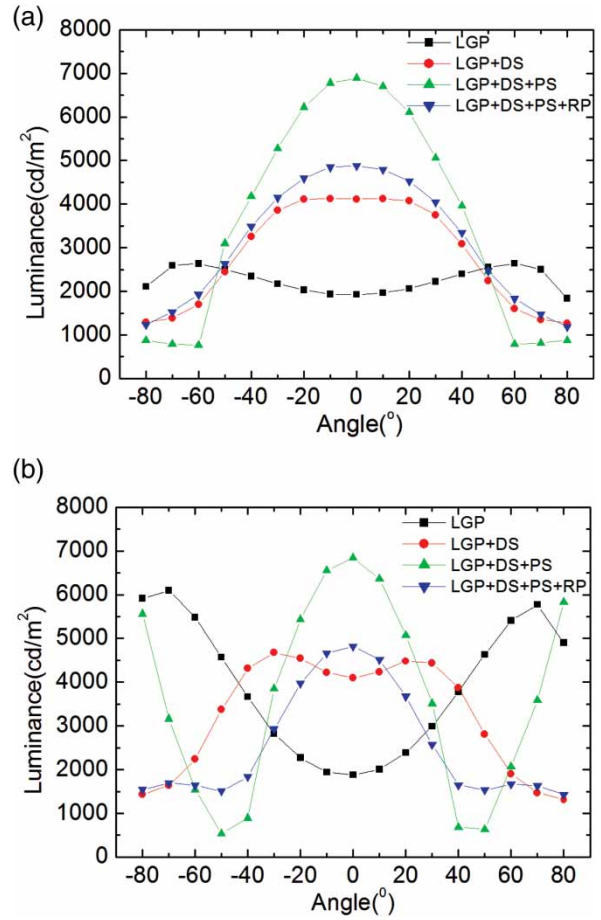 (a)
LGP
LGP+DS
LGP+DS+PS
LGP+DS+PS+RP
8000
7000
6000
5000
4000
3000
2000
1000
0
Luminance(cd/m²)
-80 -60 -40 -20 0 20 40 60 80
Angle(°)
(b)
LGP
LGP+DS
LGP+DS+PS
LGP+DS+PS+RP
8000
7000
6000
5000
4000
3000
2000
1000
0
Luminance(cd/m²)
-80 -60 -40 -20 0 20 40 60 80
Angle(⁰)